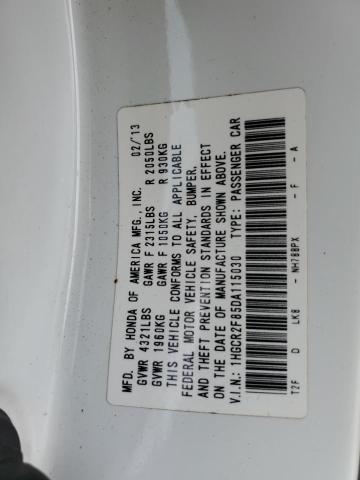 MFD. BY HONDA OF AMERICA MFG., INC. 02/'13
GVWR 4321LBS GAWR F 2315LBS R 2050LBS
GVWR 1960KG GAWR F 1050KG R 930KG
THIS VEHICLE CONFORMS TO ALL APPLICABLE
FEDERAL MOTOR VEHICLE SAFETY, BUMPER,
AND THEFT PREVENTION STANDARDS IN EFFECT
ON THE DATE OF MANUFACTURE SHOWN ABOVE.
V.I.N.: 1HGCR2F85DA115030 TYPE: PASSENGER CAR
T2F D LK8 - NH788PX - F - A